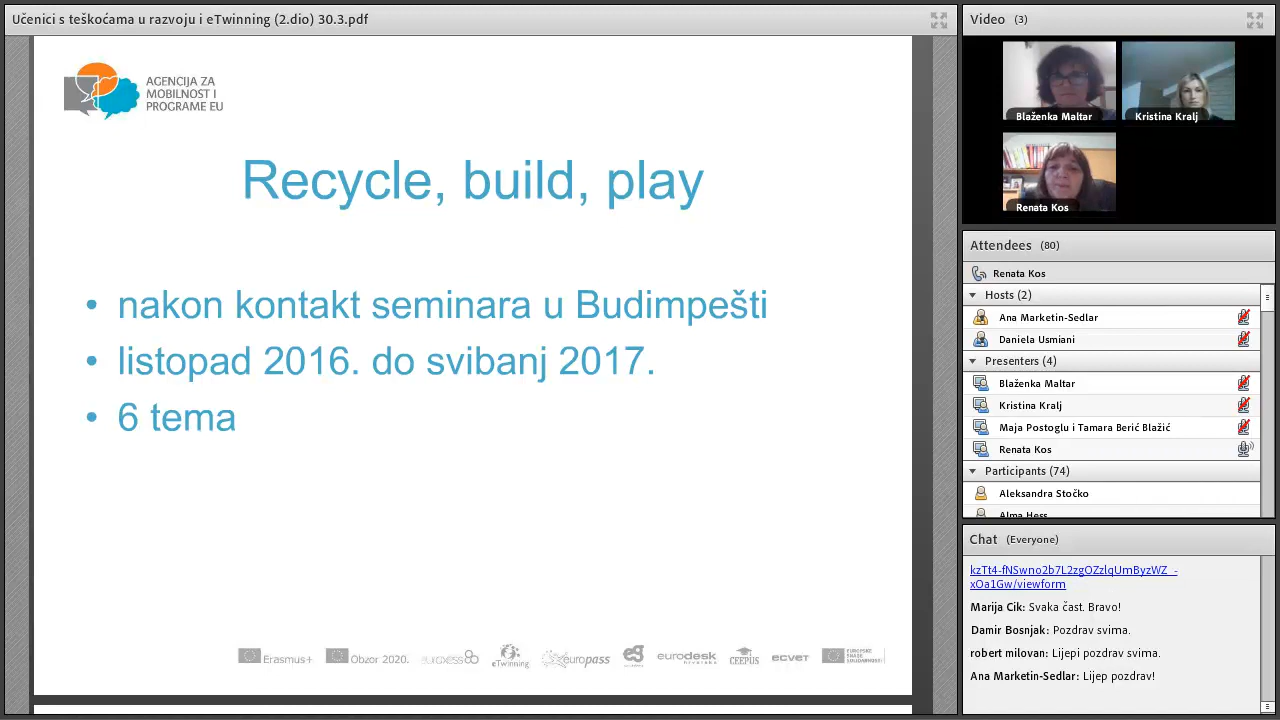 Učenici s teškoćama u razvoju i eTwinning (2.dio) 30.3.pdf
AGENCIJA ZA
MOBILNOST I
PROGRAME EU
Recycle, build, play
• nakon kontakt seminara u Budimpešti
• listopad 2016. do svibanj 2017.
• 6 tema
Erasmus+
Obzor 2020.
euraxess
eTwinning
europass
eurodesk
hrvatska
CEEPUS
ecvet
Video (3)
Blaženka Maltar
Kristina Kralj
Renata Kos
Attendees (80)
Renata Kos
Hosts (2)
Ana Marketin-Sedlar
Daniela Usmiani
Presenters (4)
Blaženka Maltar
Kristina Kralj
Maja Postoglu i Tamara Berić Blažić
Renata Kos
Participants (74)
Aleksandra Stočko
Alma Hess
Chat (Everyone)
kzTt4-fNSwno2b7L2zgOZzlqUmByzWZ_-
xOa1Gw/viewform
Marija Cik: Svaka čast. Bravo!
Damir Bosnjak: Pozdrav svima.
robert milovan: Lijepi pozdrav svima.
Ana Marketin-Sedlar: Lijep pozdrav!